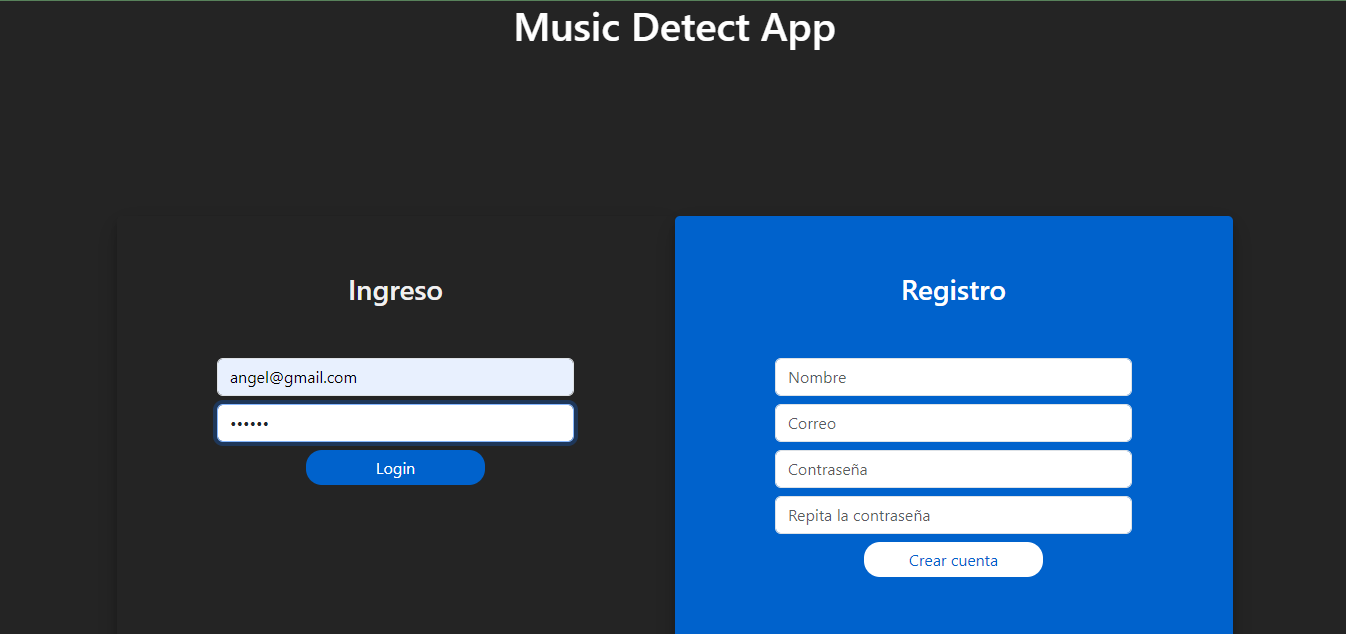 Music Detect App
Ingreso
angel@gmail.com
••••••
Login
Registro
Nombre
Correo
Contraseña
Repita la contraseña
Crear cuenta